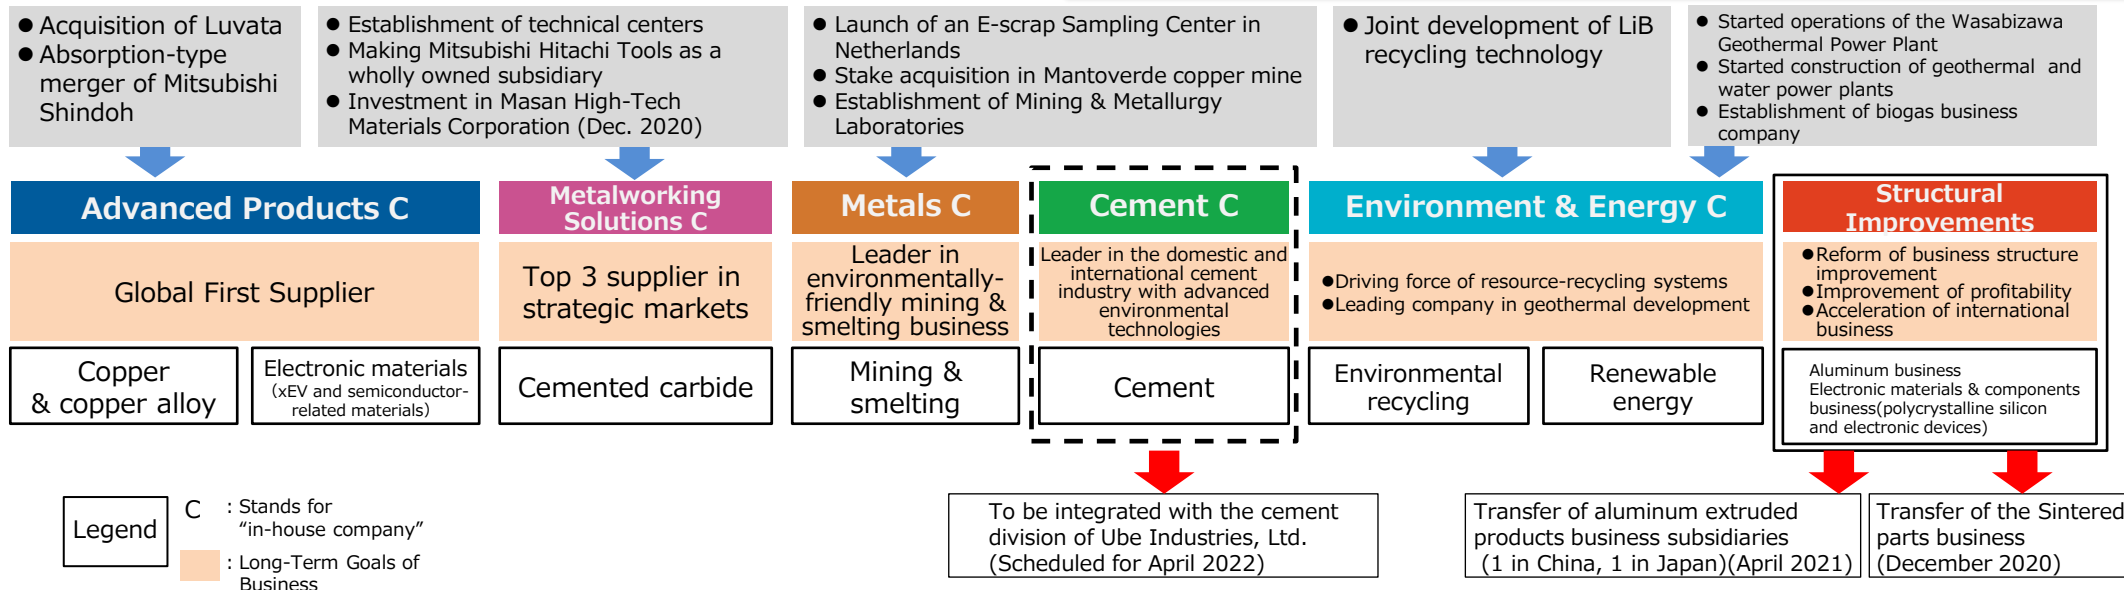 ● Acquisition of Luvata
● Absorption-type
merger of Mitsubishi
Shindoh
● Establishment of technical centers
● Making Mitsubishi Hitachi Tools as a
wholly owned subsidiary
● Investment in Masan High-Tech
Materials Corporation (Dec. 2020)
● Launch of an E-scrap Sampling Center in
Netherlands
● Stake acquisition in Mantoverde copper mine
● Establishment of Mining & Metallurgy
Laboratories
● Joint development of LiB
recycling technology
● Started operations of the Wasabizawa
Geothermal Power Plant
● Started construction of geothermal and
water power plants
● Establishment of biogas business
company
Advanced Products C
Metalworking
Solutions C
Metals C
Cement C
Environment & Energy C
Structural
Improvements
Global First Supplier
Top 3 supplier in
strategic markets
Leader in
environmentally-
friendly mining &
smelting business
Leader in the domestic and
international cement
industry with advanced
environmental
technologies
●Driving force of resource-recycling systems
●Leading company in geothermal development
●Reform of business structure
improvement
●Improvement of profitability
●Acceleration of international
business
Copper
& copper alloy
Electronic materials
(xEV and semiconductor-
related materials)
Cemented carbide
Mining &
smelting
Cement
Environmental
recycling
Renewable
energy
Aluminum business
Electronic materials & components
business(polycrystalline silicon
and electronic devices)
Legend
C : Stands for
“in-house company”
: Long-Term Goals of
Business
To be integrated with the cement
division of Ube Industries, Ltd.
(Scheduled for April 2022)
Transfer of aluminum extruded
products business subsidiaries
(1 in China, 1 in Japan)(April 2021)
Transfer of the Sintered
parts business
(December 2020)